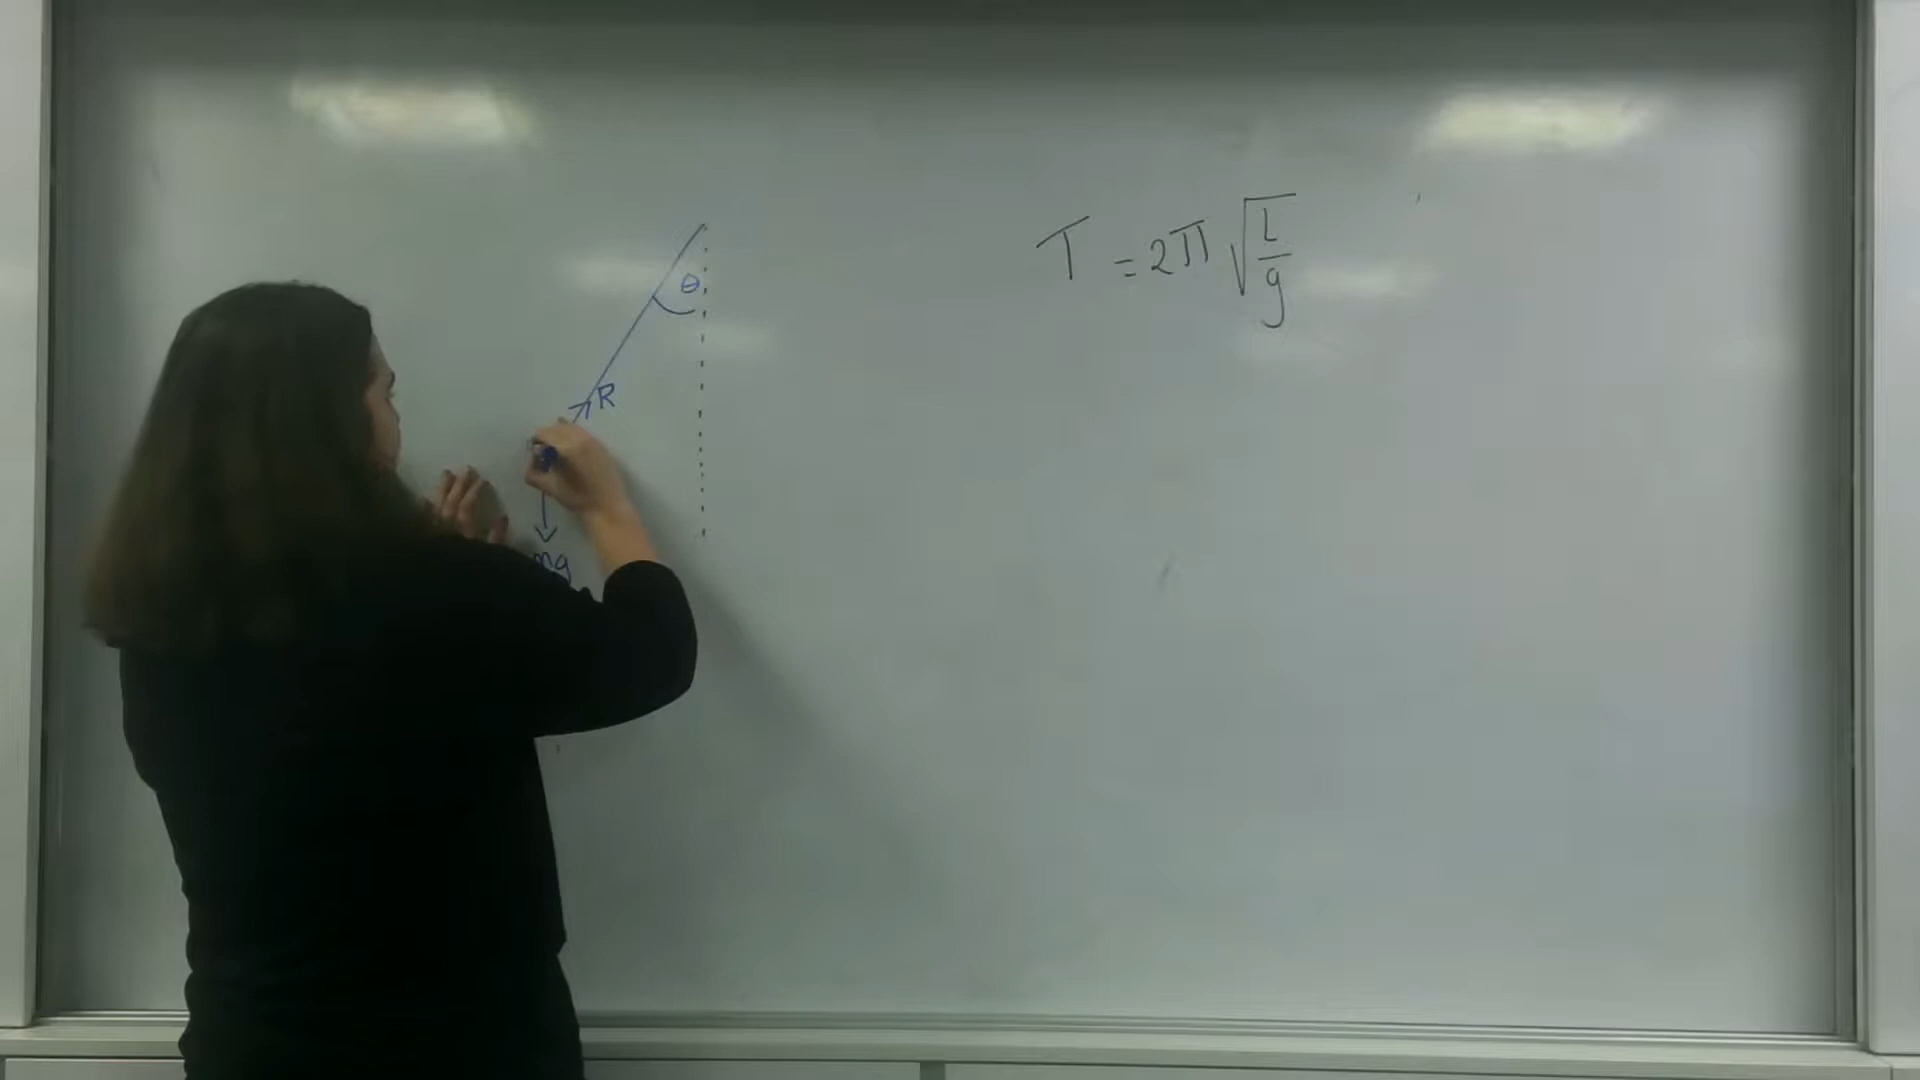 T = 2π √(L/g)
θ
R
mg